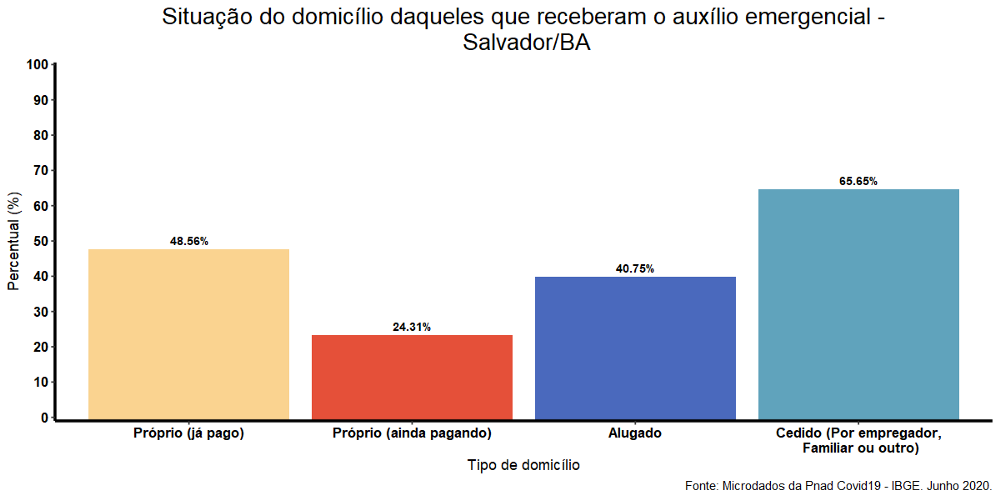 Situação do domicílio daqueles que receberam o auxílio emergencial -
Salvador/BA
Percentual (%)
100
90
80
70
60
50
40
30
20
10
0
48.56%
24.31%
40.75%
65.65%
Próprio (já pago)
Próprio (ainda pagando)
Alugado
Cedido (Por empregador,
Familiar ou outro)
Tipo de domicílio
Fonte: Microdados da Pnad Covid19 - IBGE. Junho 2020.